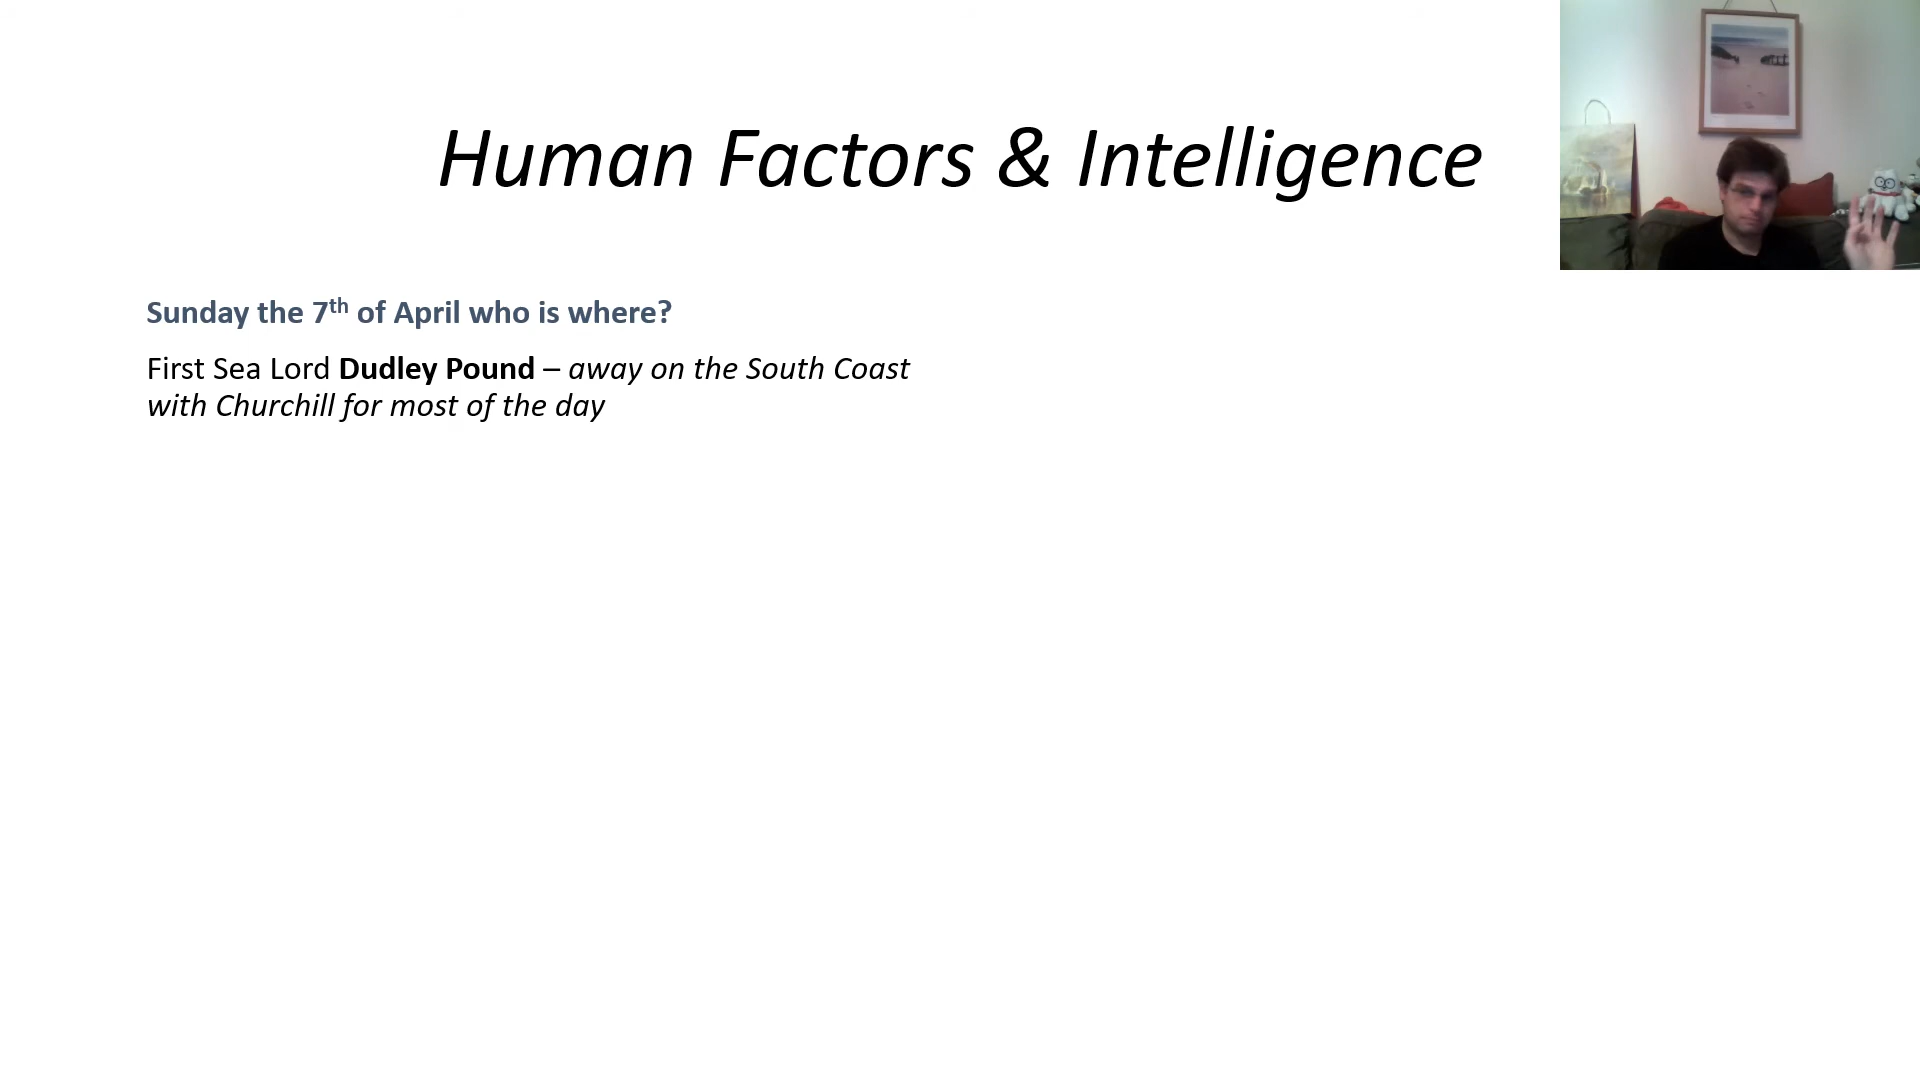 Human Factors & Intelligence
Sunday the 7th of April who is where?
First Sea Lord Dudley Pound – away on the South Coast
with Churchill for most of the day